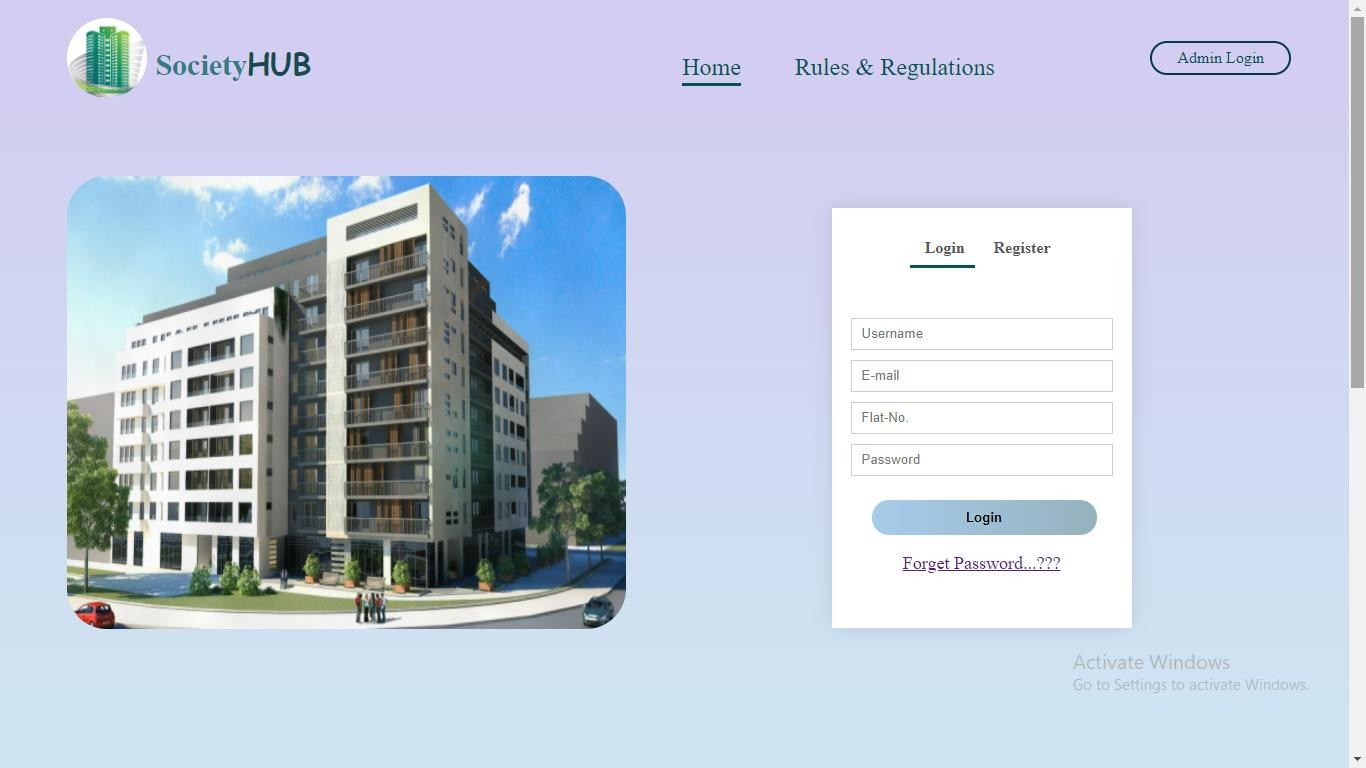 SocietyHUB
Home
Rules & Regulations
Admin Login
Login
Register
Username
E-mail
Flat-No.
Password
Login
Forget Password...???
Activate Windows
Go to Settings to activate Windows.